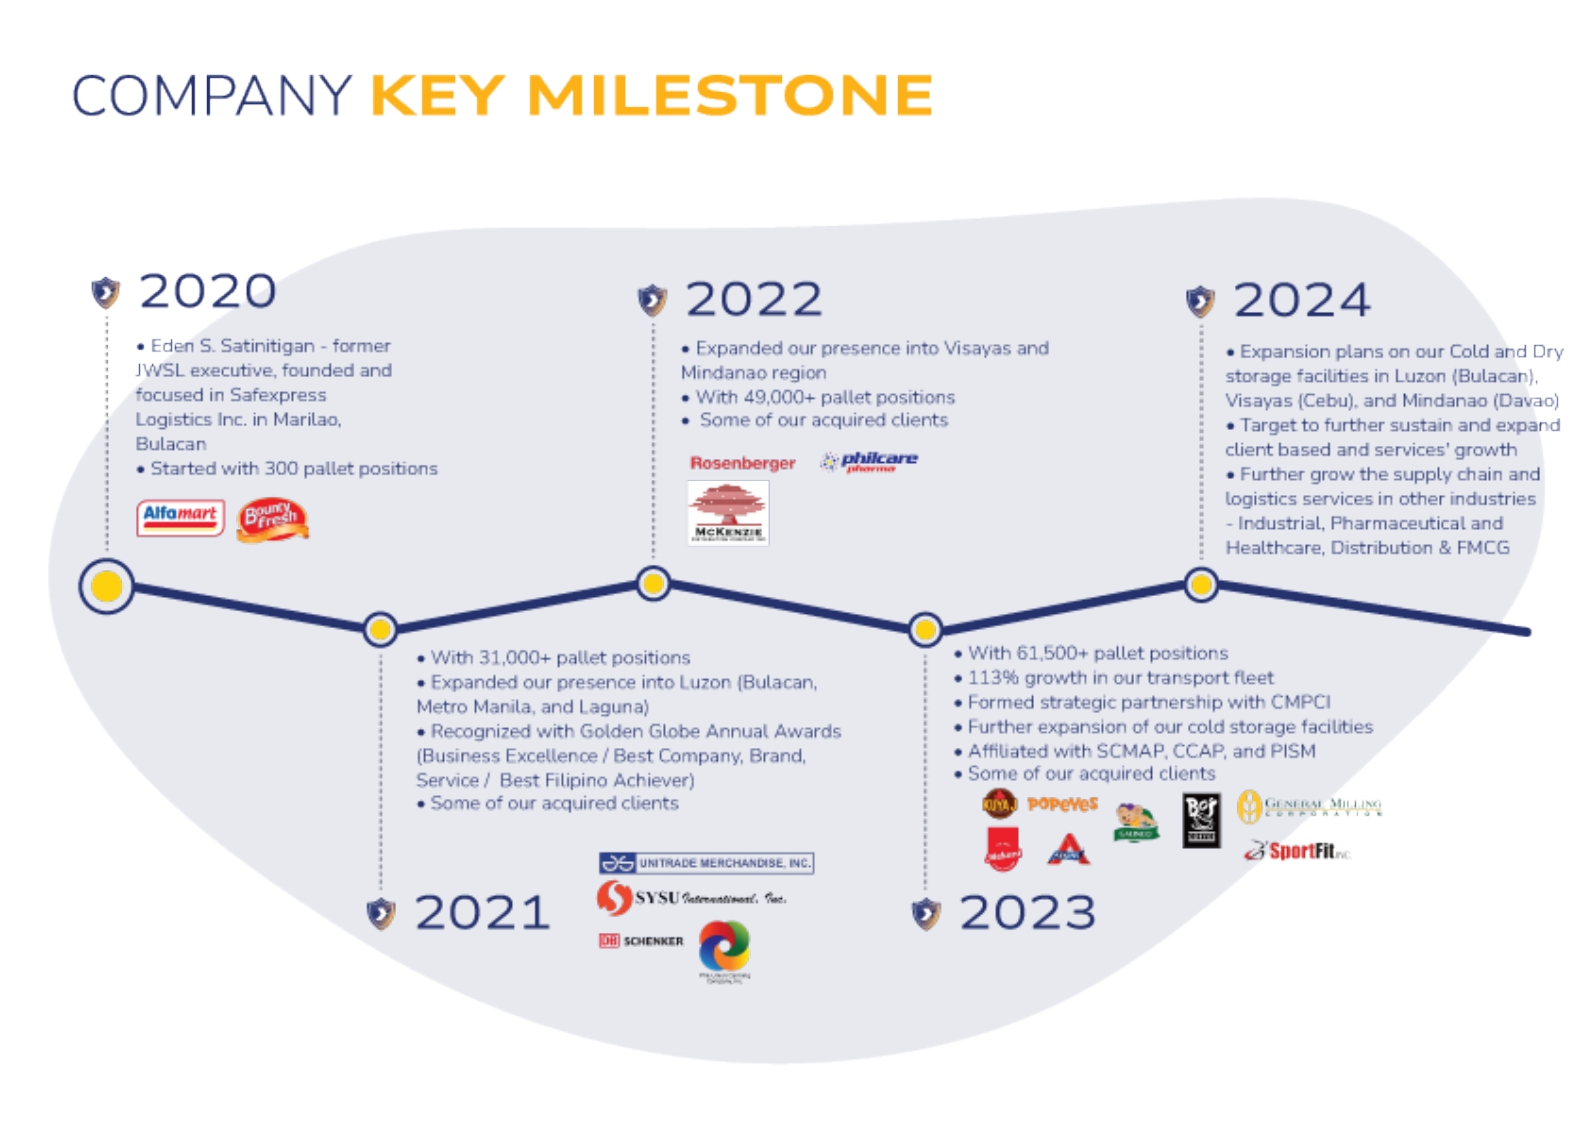 COMPANY KEY MILESTONE
2020
• Eden S. Satinitigan - former
JWSL executive, founded and
focused in Safexpress
Logistics Inc. in Marilao,
Bulacan
• Started with 300 pallet positions
Alfamart
Bounty
Fresh
2021
• With 31,000+ pallet positions
• Expanded our presence into Luzon (Bulacan,
Metro Manila, and Laguna)
• Recognized with Golden Globe Annual Awards
(Business Excellence / Best Company, Brand,
Service / Best Filipino Achiever)
• Some of our acquired clients
UNITRADE MERCHANDISE, INC.
SYSU International, Inc.
DB SCHENKER
2022
• Expanded our presence into Visayas and
Mindanao region
• With 49,000+ pallet positions
• Some of our acquired clients
Rosenberger
philcare
pharma
McKENZIE
2023
• With 61,500+ pallet positions
• 113% growth in our transport fleet
• Formed strategic partnership with CMPCI
• Further expansion of our cold storage facilities
• Affiliated with SCMAP, CCAP, and PISM
• Some of our acquired clients
KUYA J
POPEYES
GENERAL MILLING
CORPORATION
SportFit INC.
2024
• Expansion plans on our Cold and Dry
storage facilities in Luzon (Bulacan),
Visayas (Cebu), and Mindanao (Davao)
• Target to further sustain and expand
client based and services' growth
• Further grow the supply chain and
logistics services in other industries
- Industrial, Pharmaceutical and
Healthcare, Distribution & FMCG